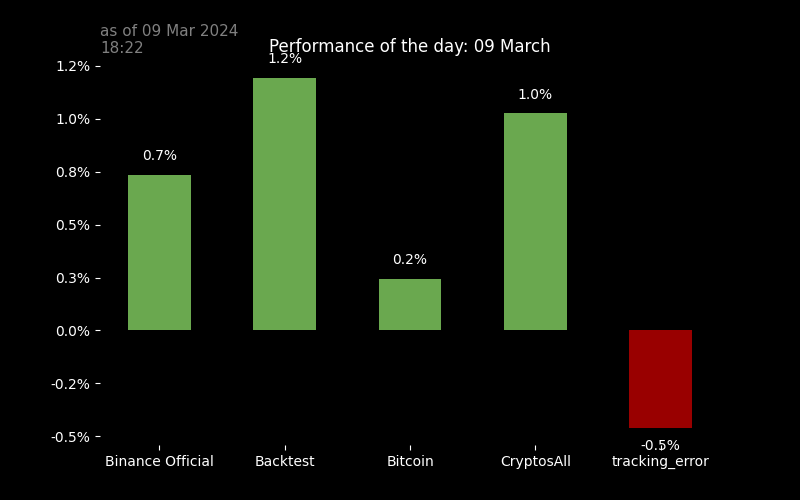 as of 09 Mar 2024
18:22
Performance of the day: 09 March
1.2%
1.0%
0.8%
0.5%
0.3%
0.0%
-0.2%
-0.5%
0.7%
1.2%
0.2%
1.0%
-0.5%
Binance Official
Backtest
Bitcoin
CryptosAll
tracking_error